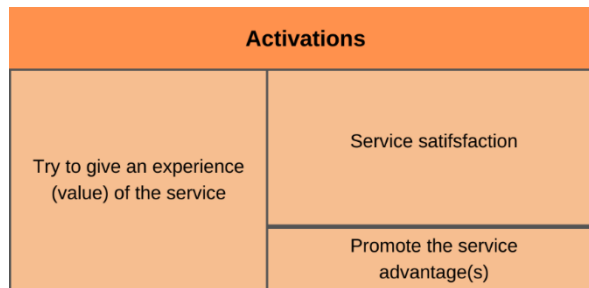 Activations
Try to give an experience
(value) of the service
Service satifsfaction
Promote the service
advantage(s)